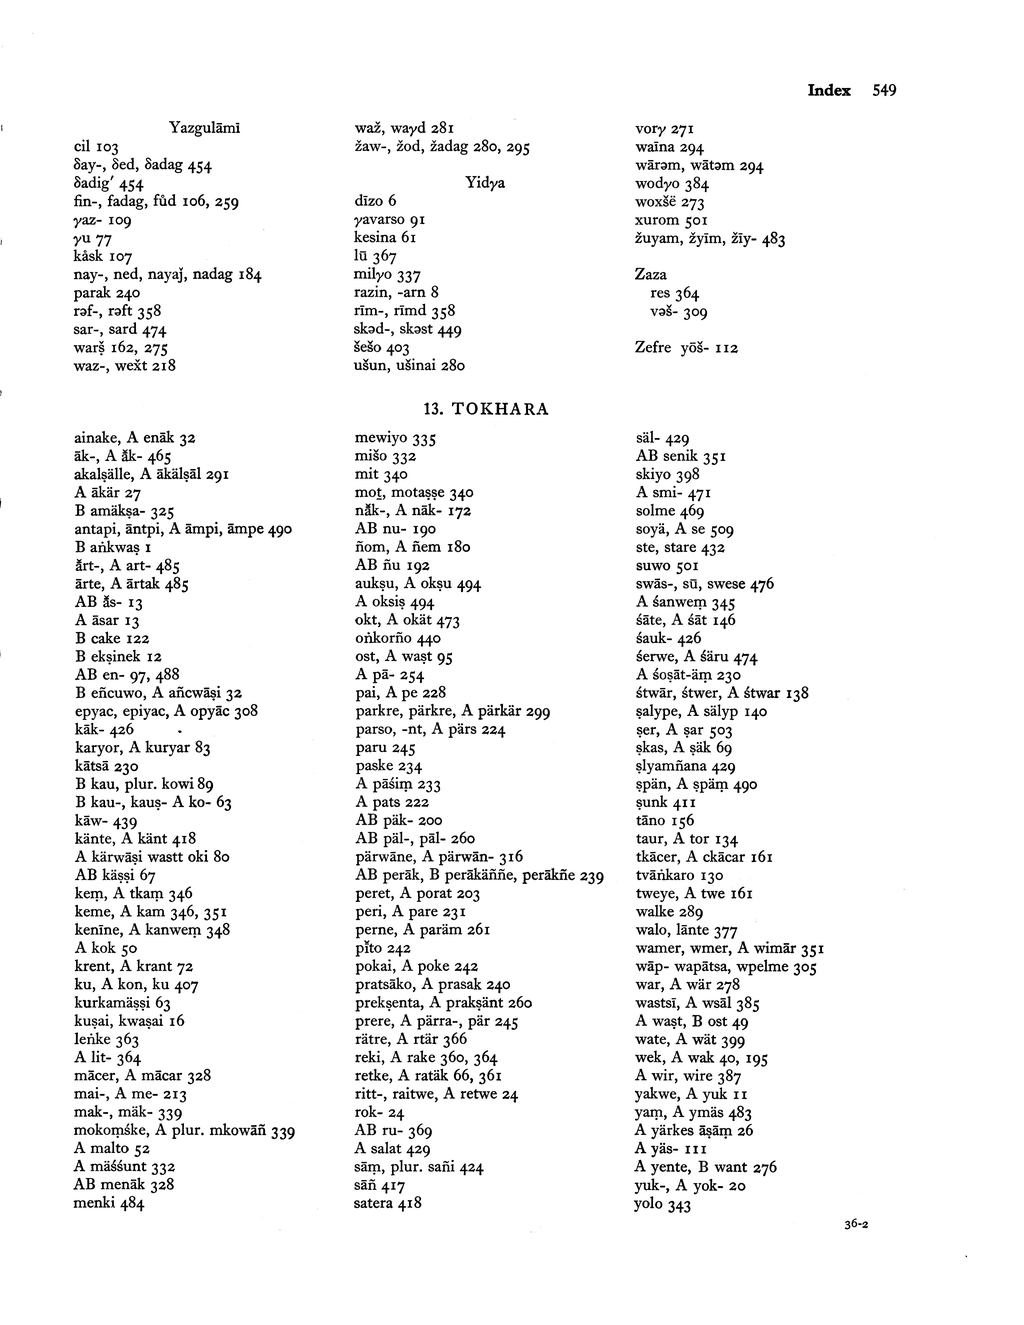 Index 549
Yazgulāmī
cil 103
δay-, δed, δadag 454
δadig′ 454
fin-, fadag, fůd 106, 259
γaz- 109
γu 77
kåsk 107
nay-, ned, nayaǰ, nadag 184
parak 240
rəf-, rəft 358
sar-, sard 474
warṣ̌ 162, 275
waz-, wex̌t 218
waž, wayd 281
žaw-, žod, žadag 280, 295
Yidγa
dīzo 6
γavarso 91
kesina 61
lū 367
milγo 337
razin, -arn 8
rīm-, rīmd 358
skəd-, skəst 449
šešo 403
ušun, ušinai 280
vorγ 271
waīna 294
wārəm, wātəm 294
wodγo 384
woxšë 273
xurom 501
žuyam, žyīm, žīy- 483
Zaza
res 364
vəš- 309
Zefre yōš- 112
13. TOKHARA
ainake, A enāk 32
āk-, A ā̆k- 465
akalṣälle, A ākälṣāl 291
A ākär 27
B amäkṣa- 325
antapi, āntpi, A āmpi, āmpe 490
B aṅkwaṣ 1
ā̆rt-, A art- 485
ārte, A ārtak 485
AB ā̆s- 13
A āsar 13
B cake 122
B ekṣinek 12
AB en- 97, 488
B eñcuwo, A añcwāṣi 32
epyac, epiyac, A opyāc 308
kāk- 426
karyor, A kuryar 83
kātsā 230
B kau, plur. kowi 89
B kau-, kauṣ- A ko- 63
kāw- 439
känte, A känt 418
A kärwāṣi wastt oki 80
AB kāṣṣi 67
keṃ, A tkaṃ 346
keme, A kam 346, 351
kenīne, A kanweṃ 348
A kok 50
krent, A krant 72
ku, A kon, ku 407
kurkamäṣṣi 63
kuṣai, kwaṣai 16
leṅke 363
A lit- 364
mācer, A mācar 328
mai-, A me- 213
mak-, mäk- 339
mokoṃśke, A plur. mkowāñ 339
A malto 52
A mäśśunt 332
AB menāk 328
menki 484
mewiyo 335
mišo 332
mit 340
moṯ, motaṣṣe 340
nā̆k-, A nāk- 172
AB nu- 190
ñom, A ñem 180
AB ñu 192
aukṣu, A okṣu 494
A oksiṣ 494
okt, A okät 473
oṅkorño 440
ost, A waṣt 95
A pā- 254
pai, A pe 228
parkre, pärkre, A pärkär 299
parso, -nt, A pärs 224
paru 245
paske 234
A pāśiṃ 233
A pats 222
AB päk- 200
AB päl-, pāl- 260
pärwāne, A pärwān- 316
AB perāk, B perākäññe, perākñe 239
peret, A porat 203
peri, A pare 231
perne, A paräm 261
pī̆to 242
pokai, A poke 242
pratsāko, A prasak 240
prekṣenta, A prakṣänt 260
prere, A pärra-, pär 245
rätre, A rtär 366
reki, A rake 360, 364
retke, A ratäk 66, 361
ritt-, raitwe, A retwe 24
rok- 24
AB ru- 369
A salat 429
sāṃ, plur. sañi 424
sāñ 417
satera 418
säl- 429
AB senik 351
skiyo 398
A smi- 471
solme 469
soyä, A se 509
ste, stare 432
suwo 501
swās-, sū, swese 476
A śanweṃ 345
śāte, A śāt 146
śauk- 426
śerwe, A śäru 474
A śoṣāt-äṃ 230
śtwār, śtwer, A śtwar 138
ṣalype, A sälyp 140
ṣer, A ṣar 503
ṣkas, A ṣäk 69
ṣlyamñana 429
ṣpän, A ṣpäṃ 490
ṣunk 411
tāno 156
taur, A tor 134
tkācer, A ckācar 161
tvāṅkaro 130
tweye, A twe 161
walke 289
walo, lānte 377
wamer, wmer, A wimār 351
wāp- wapātsa, wpelme 305
war, A wär 278
wastsī, A wsāl 385
A waṣt, B ost 49
wate, A wät 399
wek, A wak 40, 195
A wir, wire 387
yakwe, A yuk 11
yaṃ, A ymäs 483
A yärkes āṣāṃ 26
A yäs- 111
A yente, B want 276
yuk-, A yok- 20
yolo 343
36-2